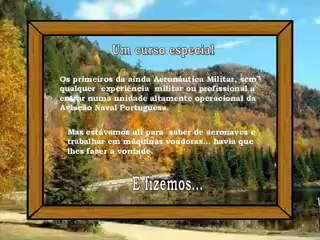 Um curso especial
Os primeiros da ainda Aeronáutica Militar, sem
qualquer experiência militar ou profissional a
entrar numa unidade altamente operacional da
Aviação Naval Portuguesa.
Mas estávamos ali para saber de aeronaves e
trabalhar em máquinas voadoras... havia que
lhes fazer a vontade.
E fizemos...